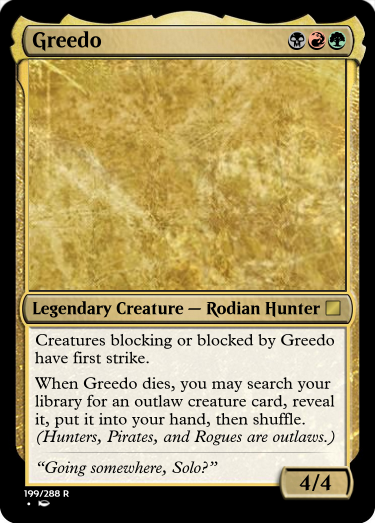 Greedo
Legendary Creature — Rodian Hunter
Creatures blocking or blocked by Greedo
have first strike.
When Greedo dies, you may search your
library for an outlaw creature card, reveal
it, put it into your hand, then shuffle.
(Hunters, Pirates, and Rogues are outlaws.)
“Going somewhere, Solo?”
4/4
199/288 R